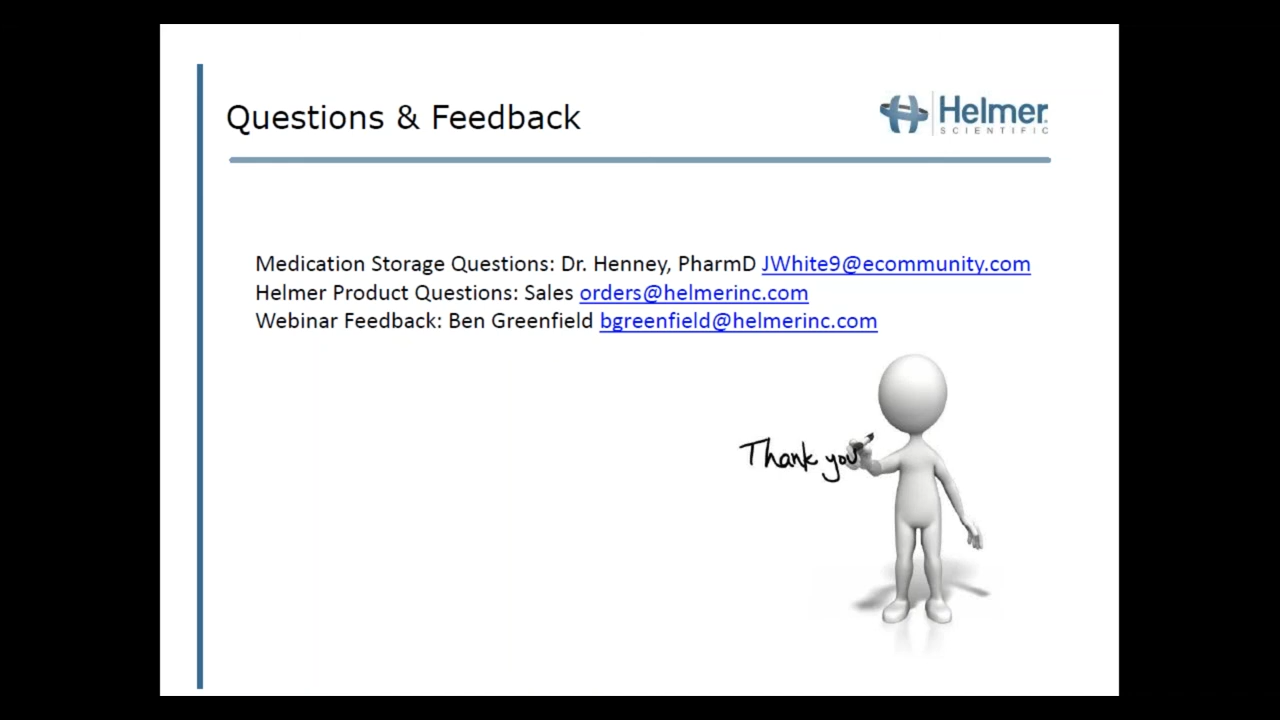 Questions & Feedback
Helmer
SCIENTIFIC
Medication Storage Questions: Dr. Henney, PharmD JWhite9@ecommunity.com
Helmer Product Questions: Sales orders@helmerinc.com
Webinar Feedback: Ben Greenfield bgreenfield@helmerinc.com
Thank you